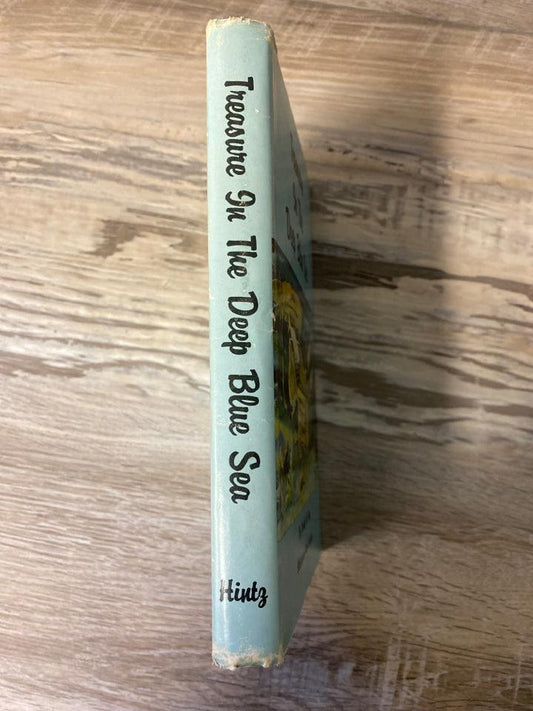 Treasure In The Deep Blue Sea
Hintz